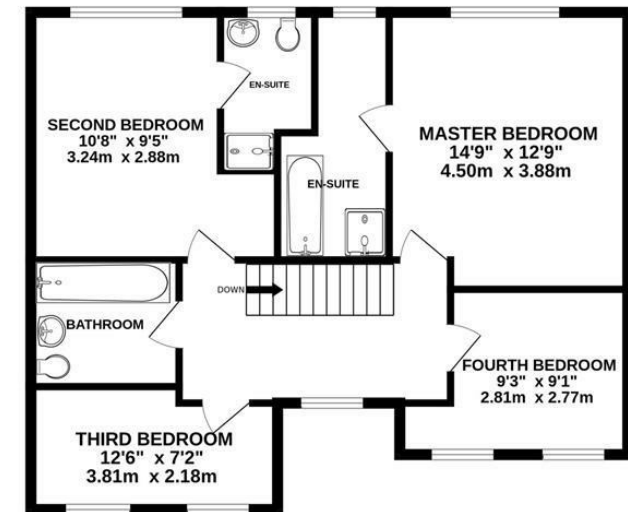 EN-SUITE
SECOND BEDROOM
10'8" x 9'5"
3.24m x 2.88m
MASTER BEDROOM
14'9" x 12'9"
4.50m x 3.88m
EN-SUITE
DOWN
BATHROOM
FOURTH BEDROOM
9'3" x 9'1"
2.81m x 2.77m
THIRD BEDROOM
12'6" x 7'2"
3.81m x 2.18m